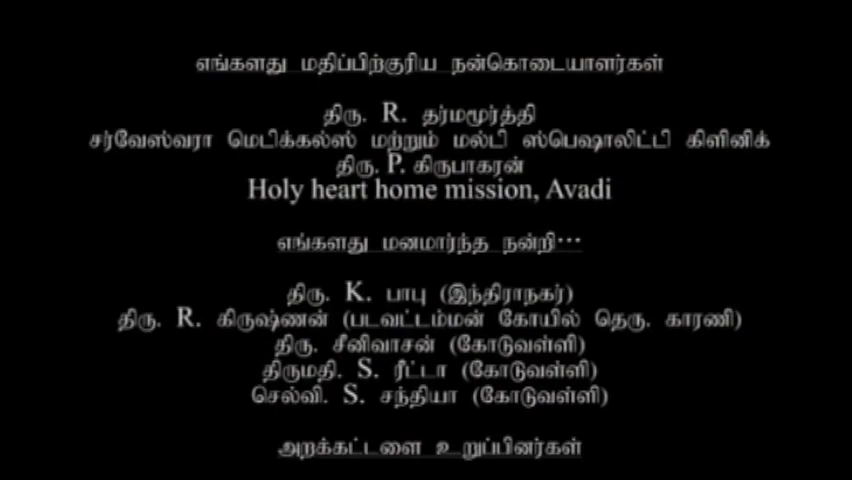 எங்களது மதிப்பிற்குரிய நன்கொடையாளர்கள்
திரு. R. தர்மமூர்த்தி
சர்வேஸ்வரா மெடிக்கல்ஸ் மற்றும் மல்டி ஸ்பெஷாலிட்டி கிளினிக்
திரு. P. கிருபாகரன்
Holy heart home mission, Avadi
எங்களது மனமார்ந்த நன்றி...
திரு. K. பாபு (இந்திராநகர்)
திரு. R. கிருஷ்ணன் (படவட்டம்மன் கோயில் தெரு. காரணி)
திரு. சீனிவாசன் (கோடுவள்ளி)
திருமதி. S. ரீட்டா (கோடுவள்ளி)
செல்வி. S. சந்தியா (கோடுவள்ளி)
அறக்கட்டளை உறுப்பினர்கள்